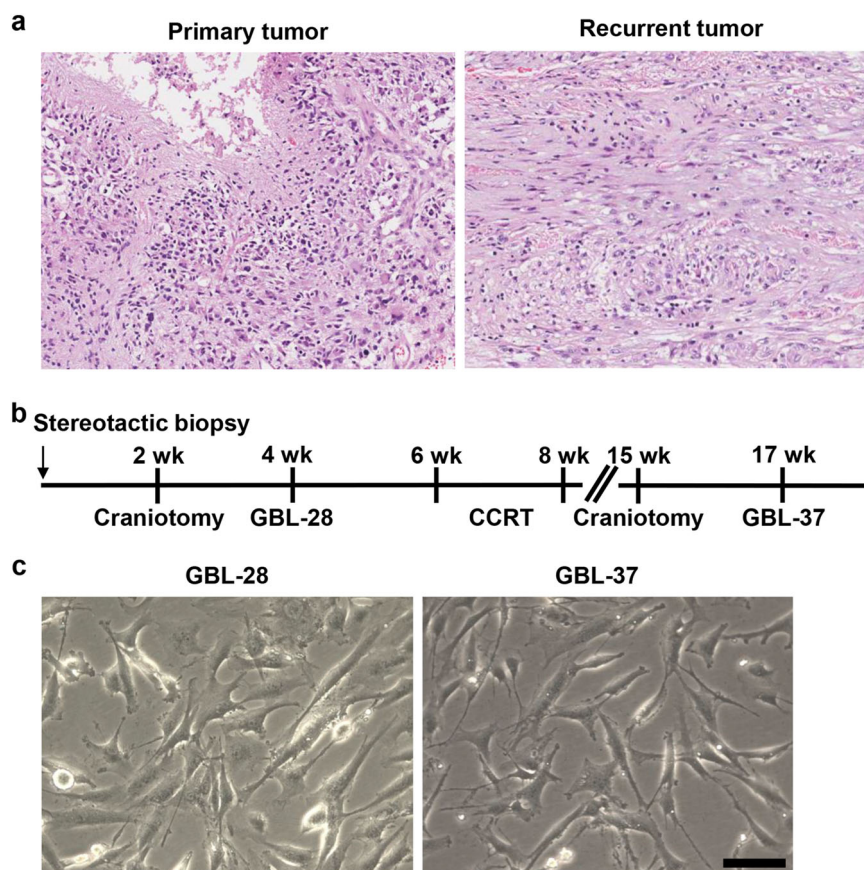 a
Primary tumor Recurrent tumor
b
Stereotactic biopsy
2 wk 4 wk 6 wk 8 wk 15 wk 17 wk
Craniotomy GBL-28 CCRT Craniotomy GBL-37
c
GBL-28 GBL-37